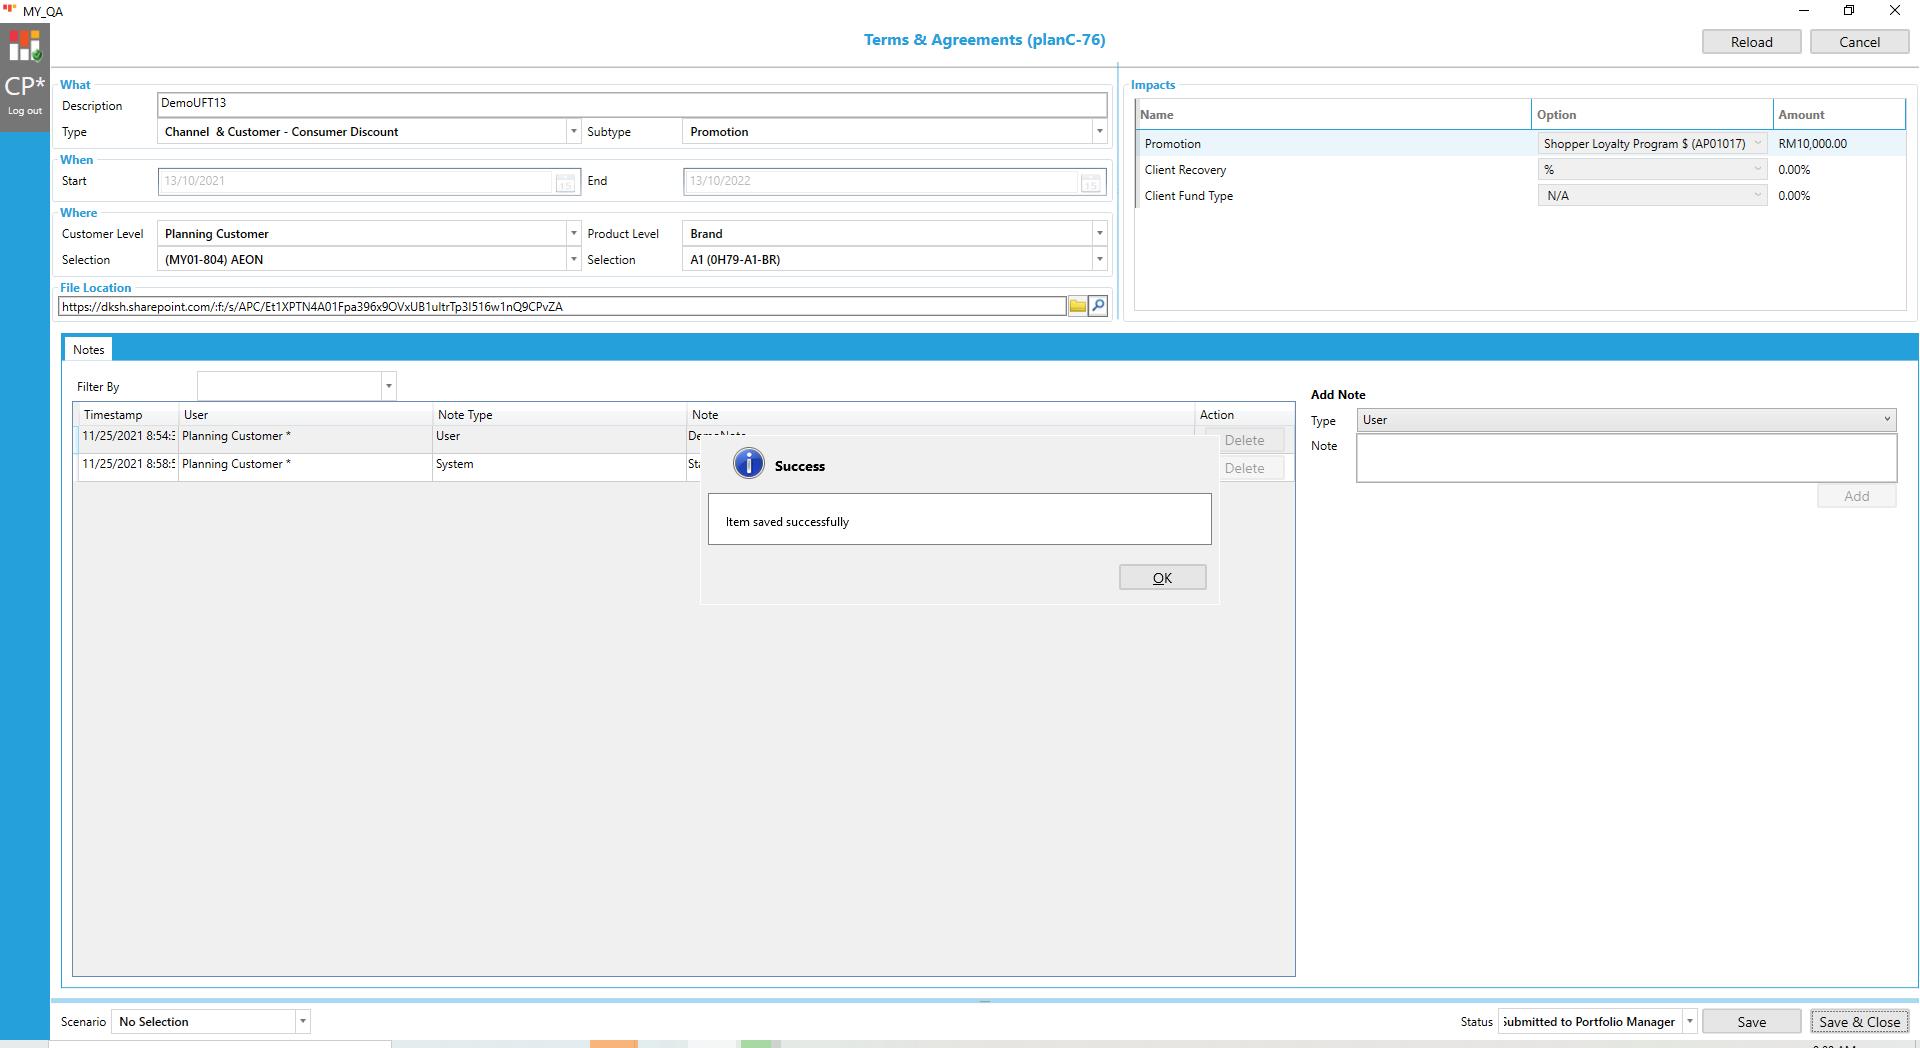 MY_QA
Terms & Agreements (planC-76)
Reload
Cancel
CP*
Log out
What
Description
DemoUFT13
Type
Channel & Customer - Consumer Discount
Subtype
Promotion
When
Start
13/10/2021
15
End
13/10/2022
15
Where
Customer Level
Planning Customer
Product Level
Brand
Selection
(MY01-804) AEON
Selection
A1 (0H79-A1-BR)
File Location
https://dksh.sharepoint.com/:f:/s/APC/Et1XPTN4A01Fpa396x9OVxUB1ultrTp3I516w1nQ9CPvZA
Impacts
Name Option Amount
Promotion Shopper Loyalty Program $ (AP01017) RM10,000.00
Client Recovery % 0.00%
Client Fund Type N/A 0.00%
Notes
Filter By
Timestamp User Note Type Note Action
11/25/2021 8:54: Planning Customer * User Delete
11/25/2021 8:58: Planning Customer * System Delete
Add Note
Type
User
Note
Add
Success
Item saved successfully
OK
Scenario
No Selection
Status
Submitted to Portfolio Manager
Save
Save & Close